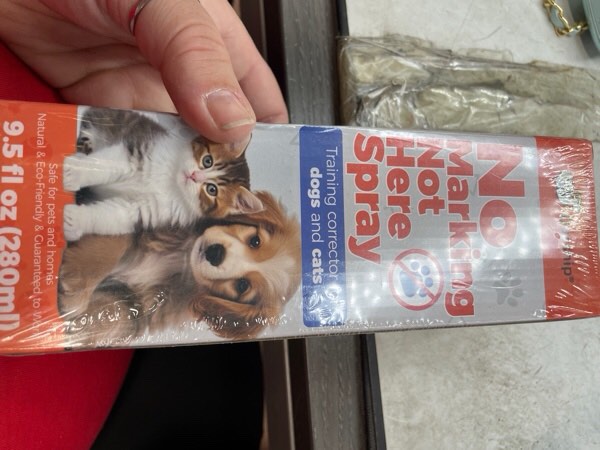 No
Marking
Not
Here
Spray
Training corrector
dogs and cats
Safe for pets and homes
Natural & Eco-Friendly & Guaranteed to
9.5 fl oz (280ml)